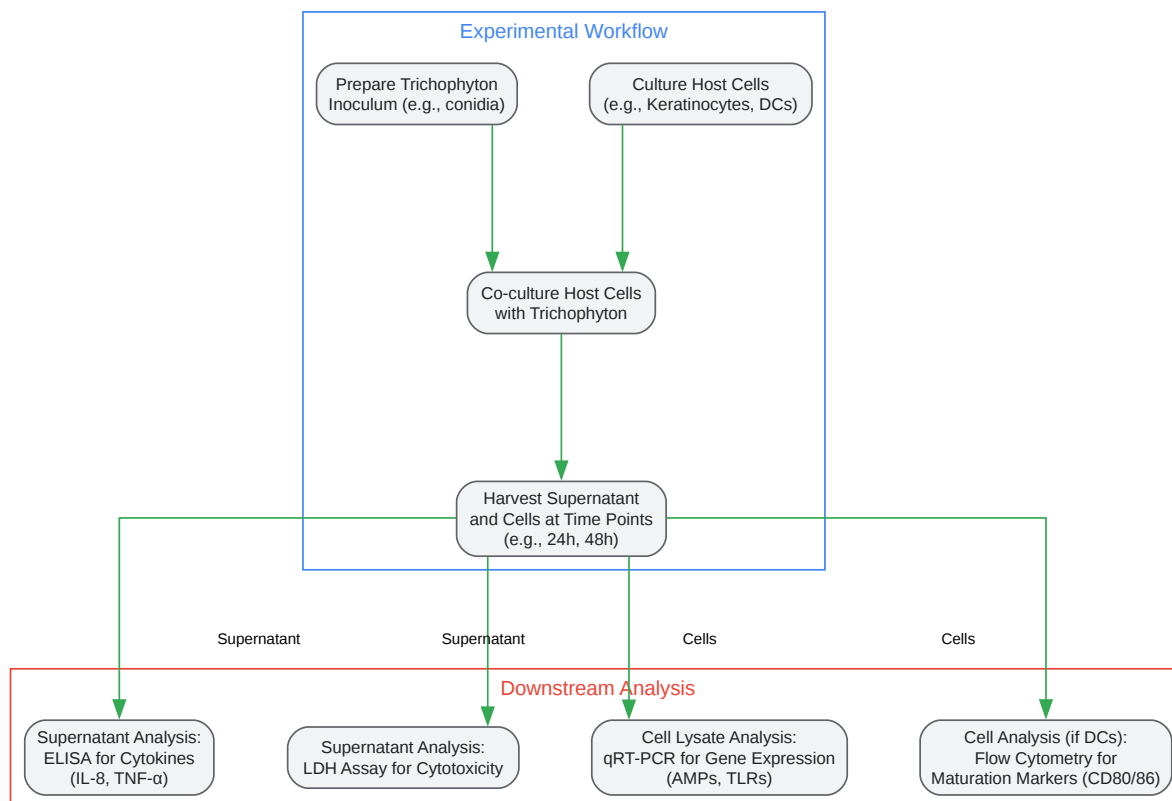 Experimental Workflow
Prepare Trichophyton
Inoculum (e.g., conidia)
Culture Host Cells
(e.g., Keratinocytes, DCs)
Co-culture Host Cells
with Trichophyton
Harvest Supernatant
and Cells at Time Points
(e.g., 24h, 48h)
Supernatant
Supernatant
Cells
Cells
Downstream Analysis
Supernatant Analysis:
ELISA for Cytokines
(IL-8, TNF-α)
Supernatant Analysis:
LDH Assay for Cytotoxicity
Cell Lysate Analysis:
qRT-PCR for Gene Expression
(AMPs, TLRs)
Cell Analysis (if DCs):
Flow Cytometry for
Maturation Markers (CD80/86)